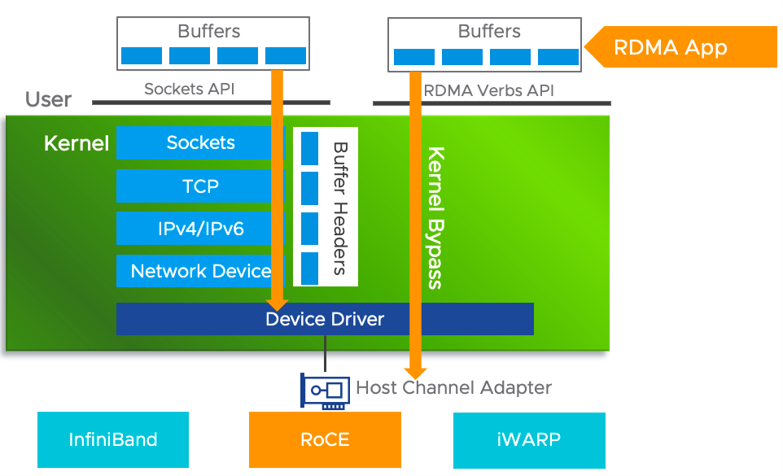 Buffers
Buffers
RDMA App
Sockets API
RDMA Verbs API
User
Kernel
Sockets
TCP
IPv4/IPv6
Network Device
Buffer Headers
Kernel Bypass
Device Driver
Host Channel Adapter
InfiniBand
RoCE
iWARP